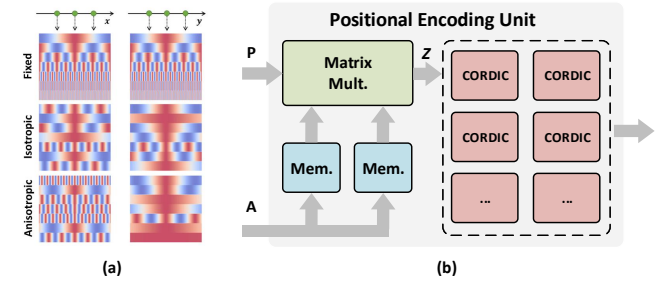 x
y
Fixed
Isotropic
Anisotropic
(a)
Positional Encoding Unit
P
Matrix
Mult.
Z
CORDIC
CORDIC
CORDIC
CORDIC
...
...
Mem.
Mem.
A
(b)